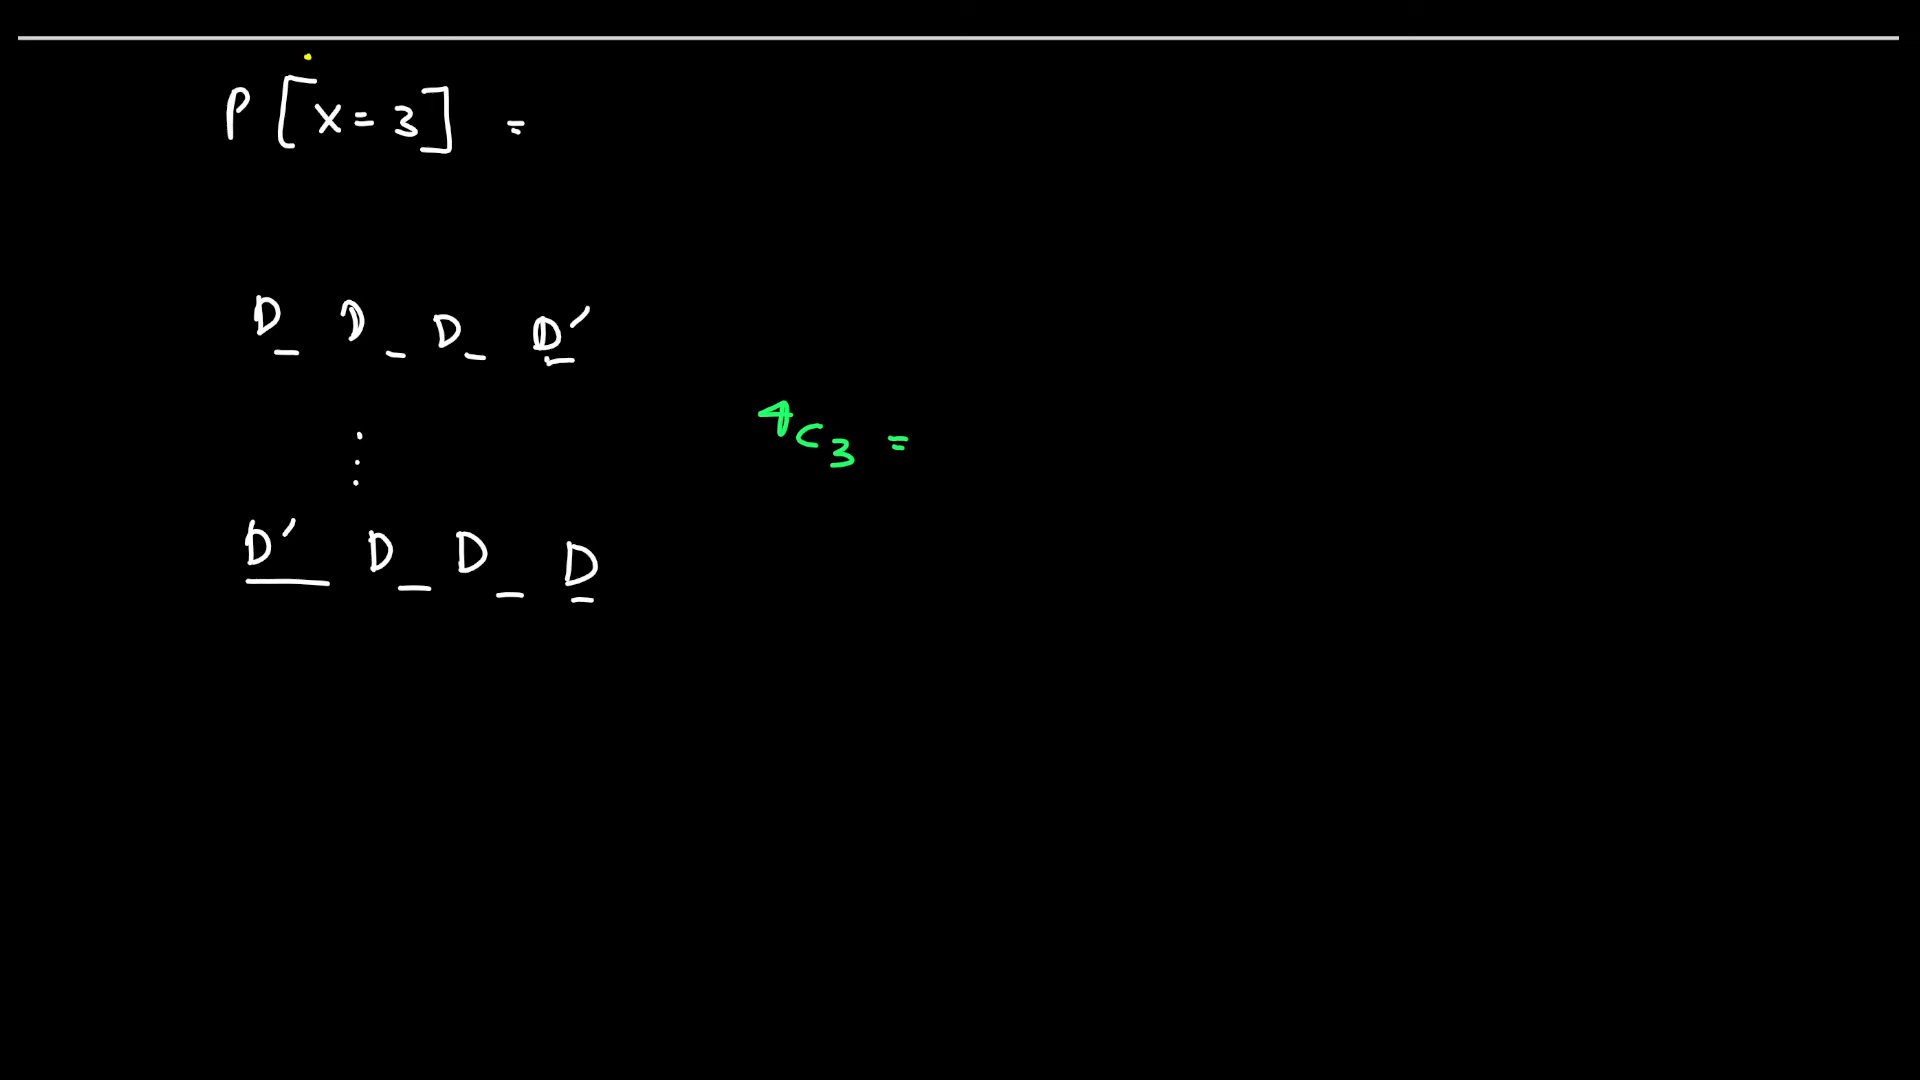 P[x=3] =
D D D D'
⁴C₃ =
⋮
D' D D D